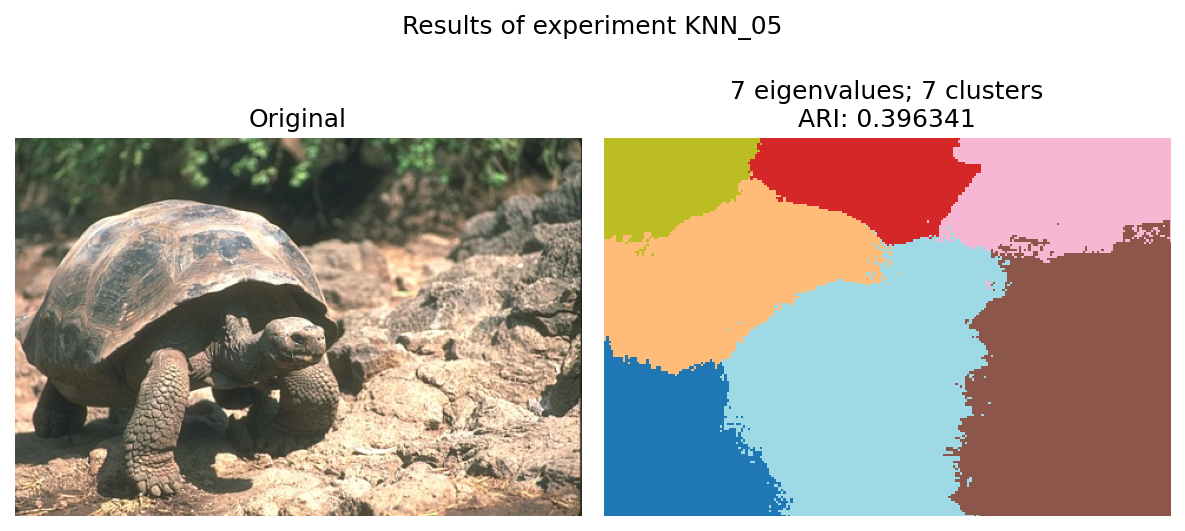 Results of experiment KNN_05
Original
7 eigenvalues; 7 clusters
ARI: 0.396341